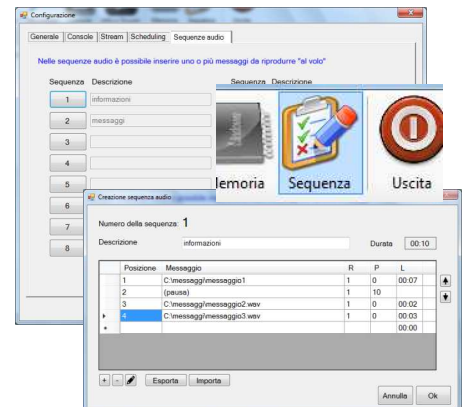 Configurazione
Generale Console Stream Scheduling Sequenze audio
Nelle sequenze audio è possibile inserire uno o più messaggi da riprodurre "al volo"
Sequenza Descrizione Sequenza Descrizione
1 informazioni
2 messaggi
3
4
5
6
7
8
emoria Sequenza Uscita
Creazione sequenza audio
Numero della sequenza: 1
Descrizione informazioni Durata 00:10
Posizione Messaggio R P L
1 C:\messaggi\messaggio1 1 0 00:07
2 (pausa) 1 10
3 C:\messaggi\messaggio2.wav 1 0 00:02
4 C:\messaggi\messaggio3.wav 1 0 00:03
00:00
+ - Esporta Importa
Annulla Ok